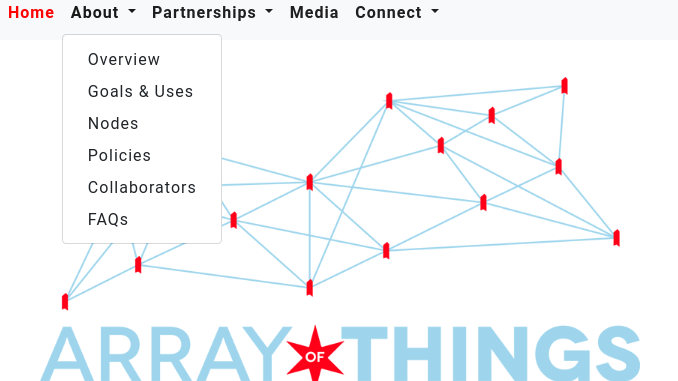 Home About Partnerships Media Connect
Overview
Goals & Uses
Nodes
Policies
Collaborators
FAQs
ARRAY OF THINGS